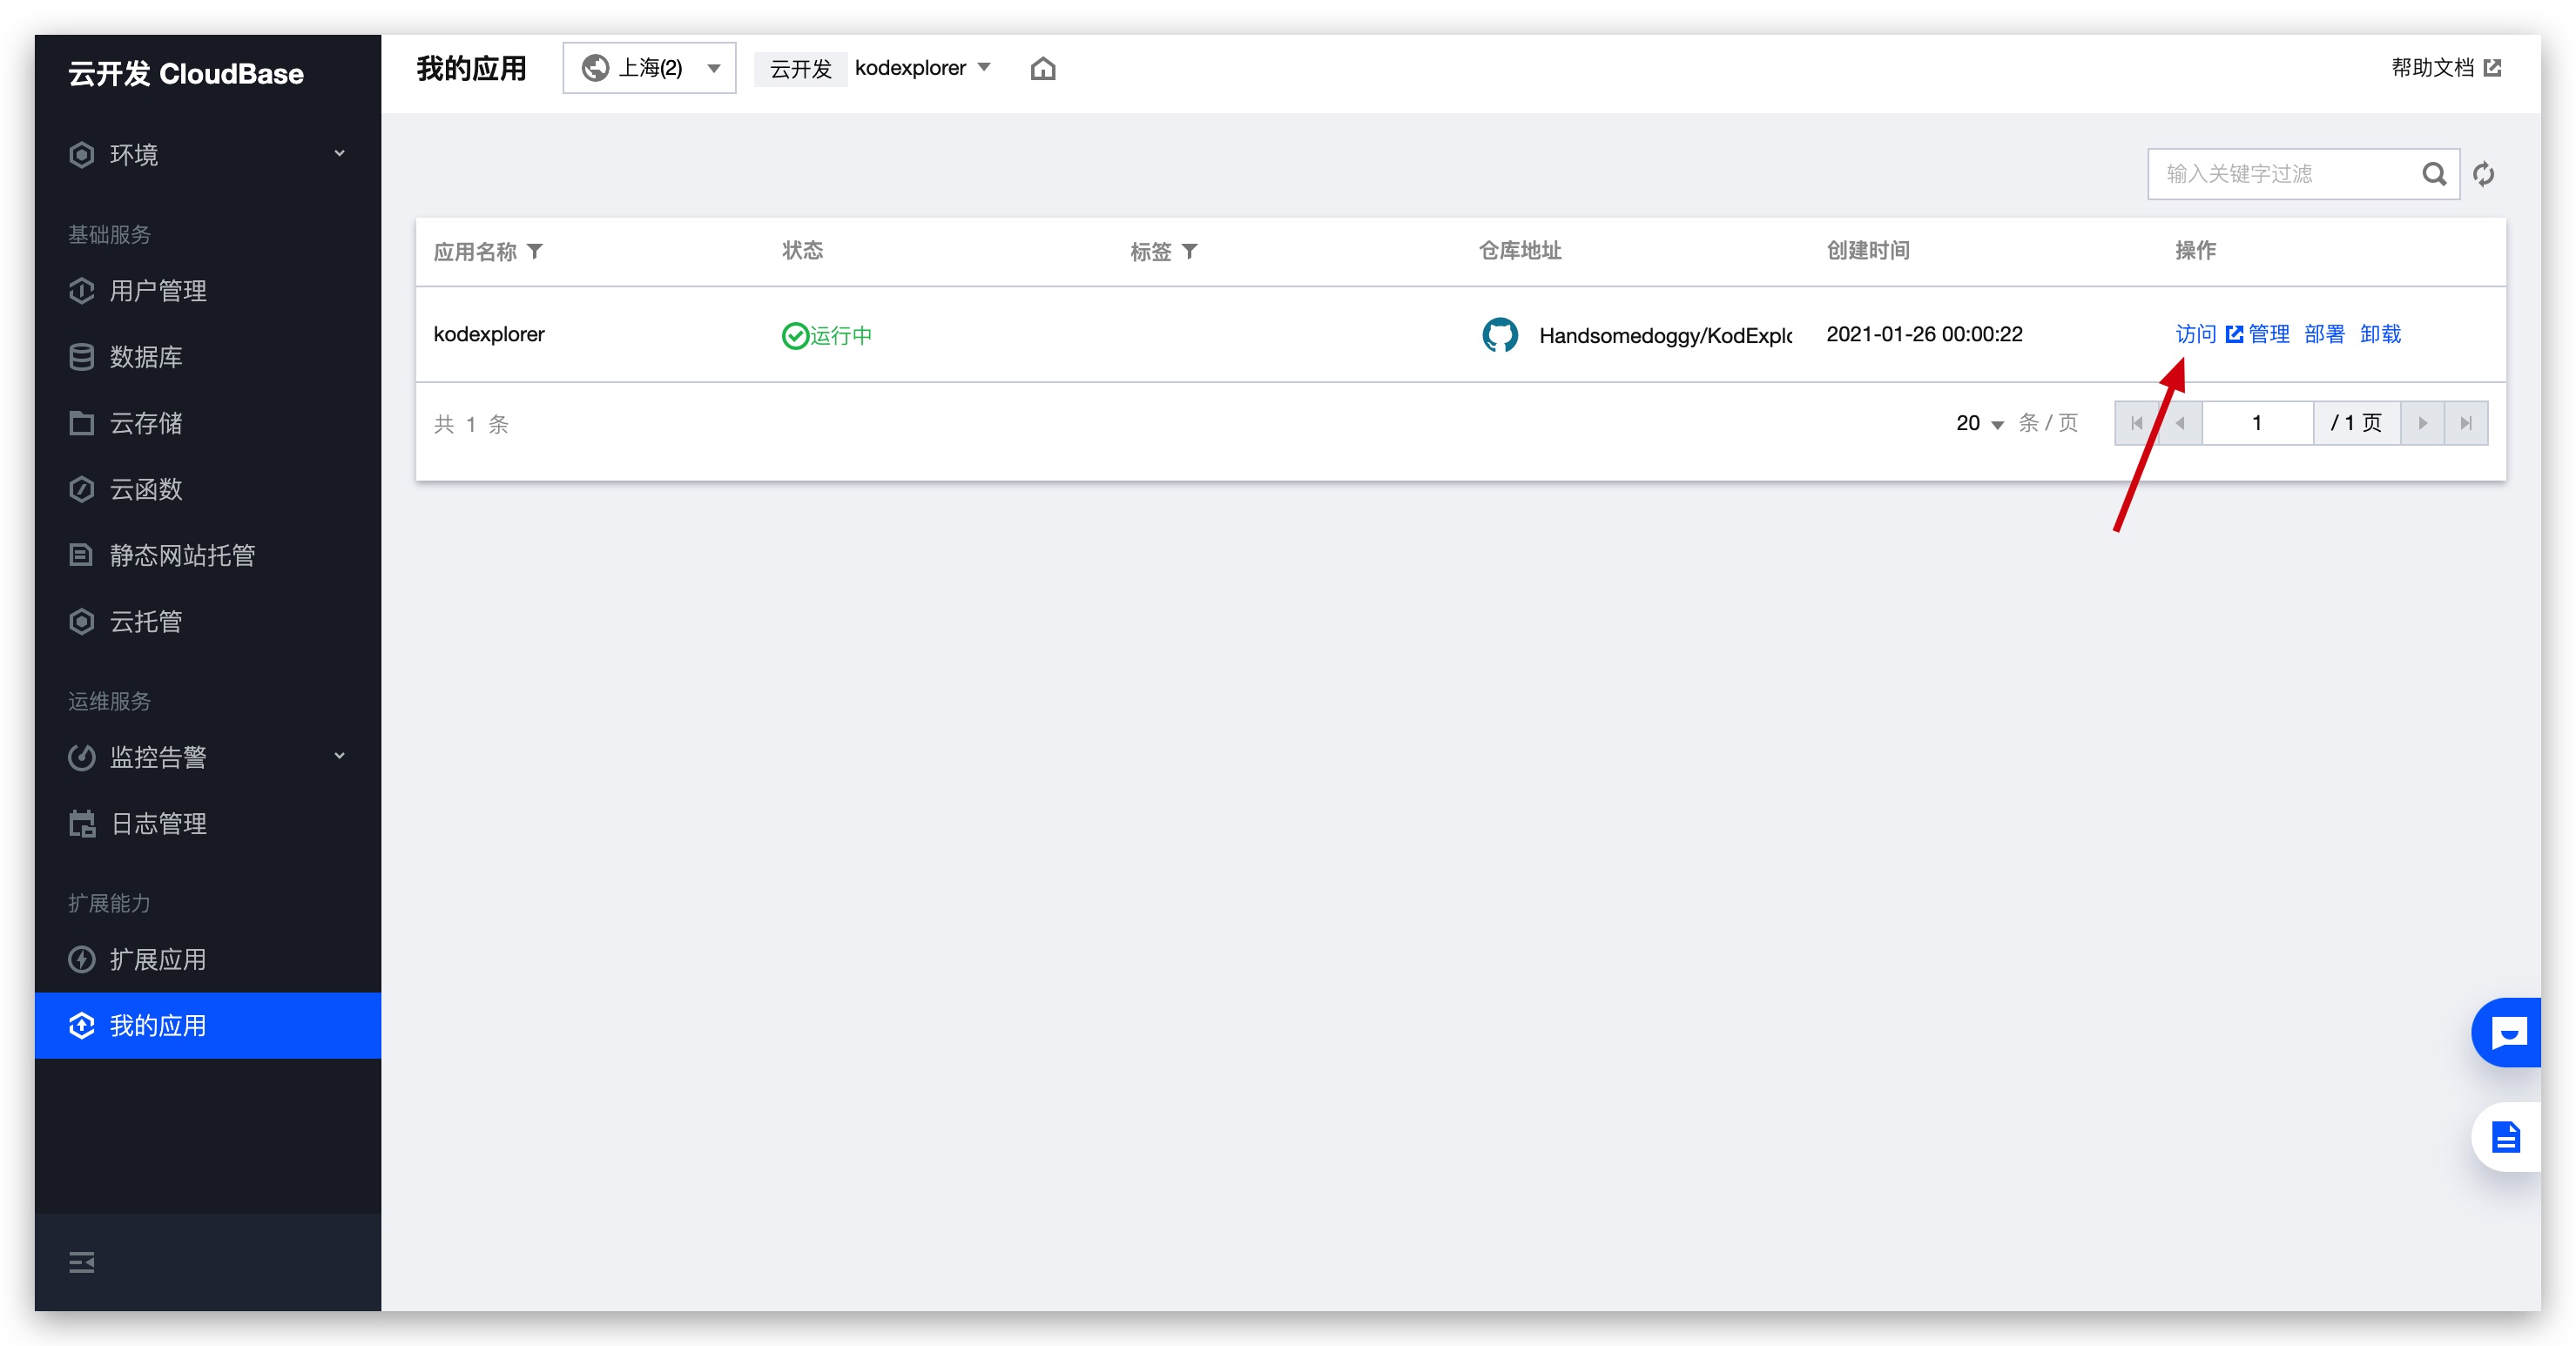 云开发 CloudBase
我的应用 上海(2) 云开发 kodexplorer 帮助文档
环境
基础服务
用户管理
数据库
云存储
云函数
静态网站托管
云托管
运维服务
监控告警
日志管理
扩展能力
扩展应用
我的应用
输入关键字过滤
应用名称 状态 标签 仓库地址 创建时间 操作
kodexplorer 运行中 Handsomedoggy/KodExplo 2021-01-26 00:00:22 访问 管理 部署 卸载
共 1 条 20 条 / 页 1 / 1 页